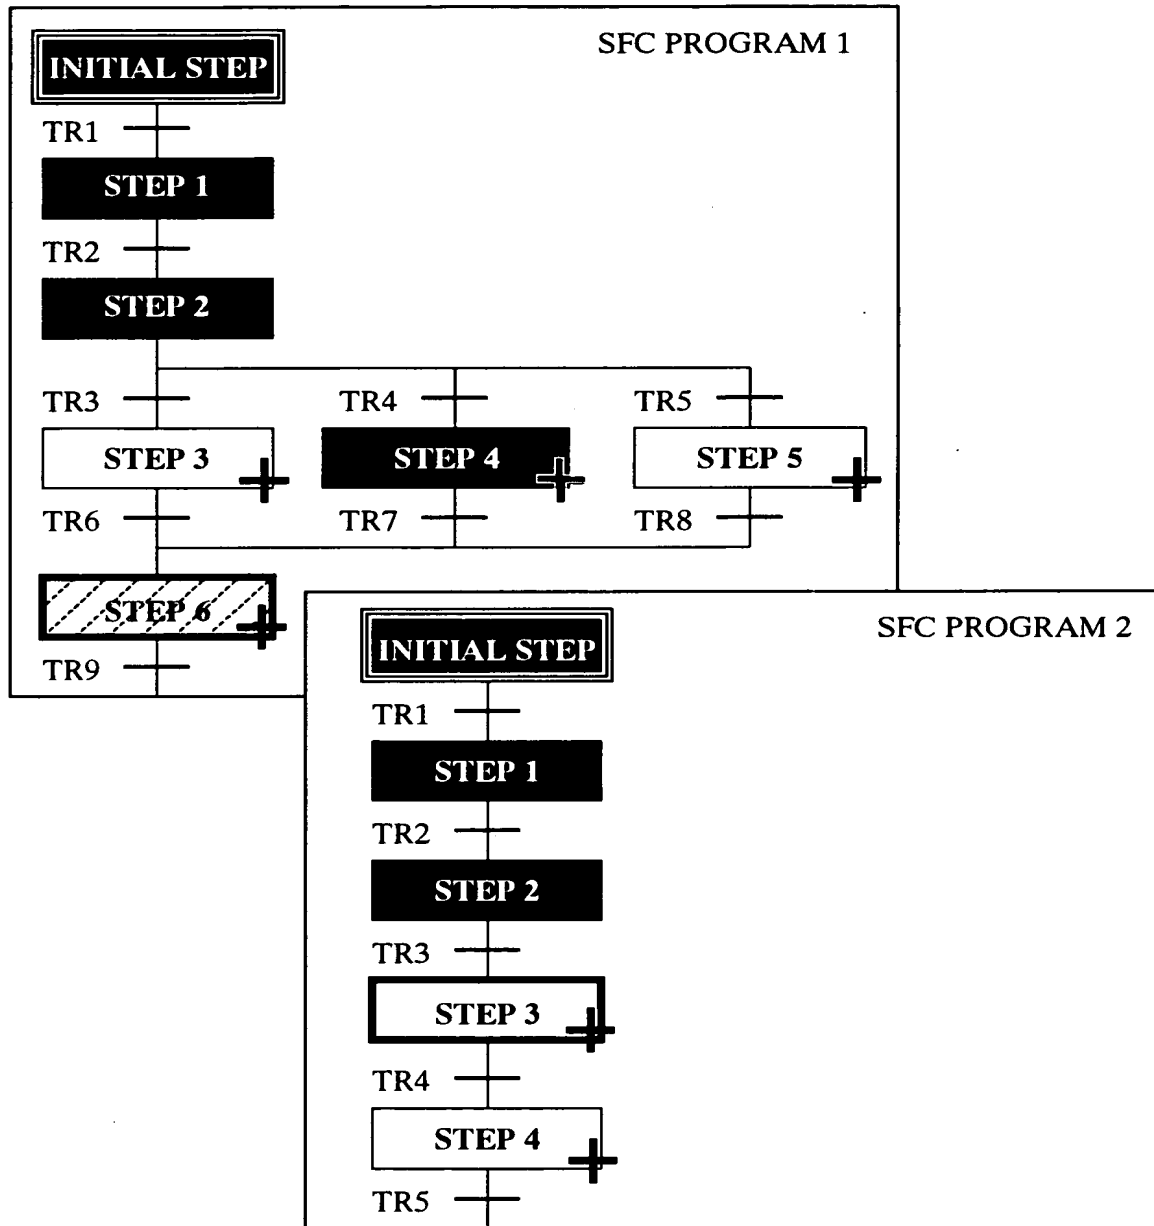 SFC PROGRAM 1
INITIAL STEP
TR1
STEP 1
TR2
STEP 2
TR3
TR4
TR5
STEP 3
STEP 4
STEP 5
TR6
TR7
TR8
STEP 6
TR9
SFC PROGRAM 2
INITIAL STEP
TR1
STEP 1
TR2
STEP 2
TR3
STEP 3
TR4
STEP 4
TR5